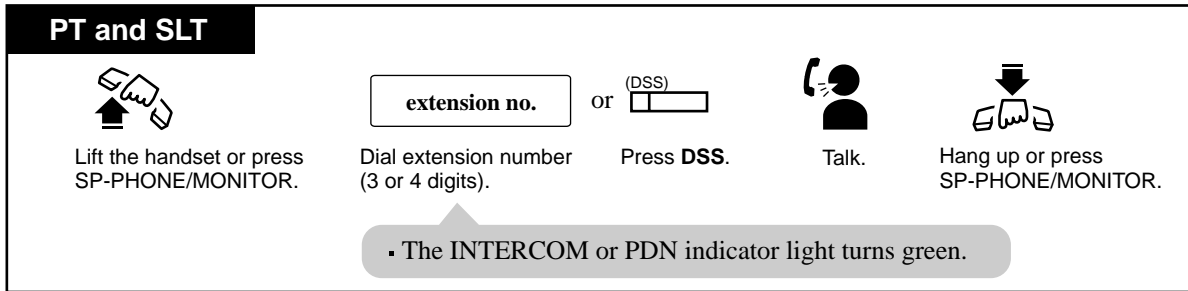 PT and SLT
extension no.
or
(DSS)
Lift the handset or press
SP-PHONE/MONITOR.
Dial extension number
(3 or 4 digits).
Press DSS.
Talk.
Hang up or press
SP-PHONE/MONITOR.
▪ The INTERCOM or PDN indicator light turns green.